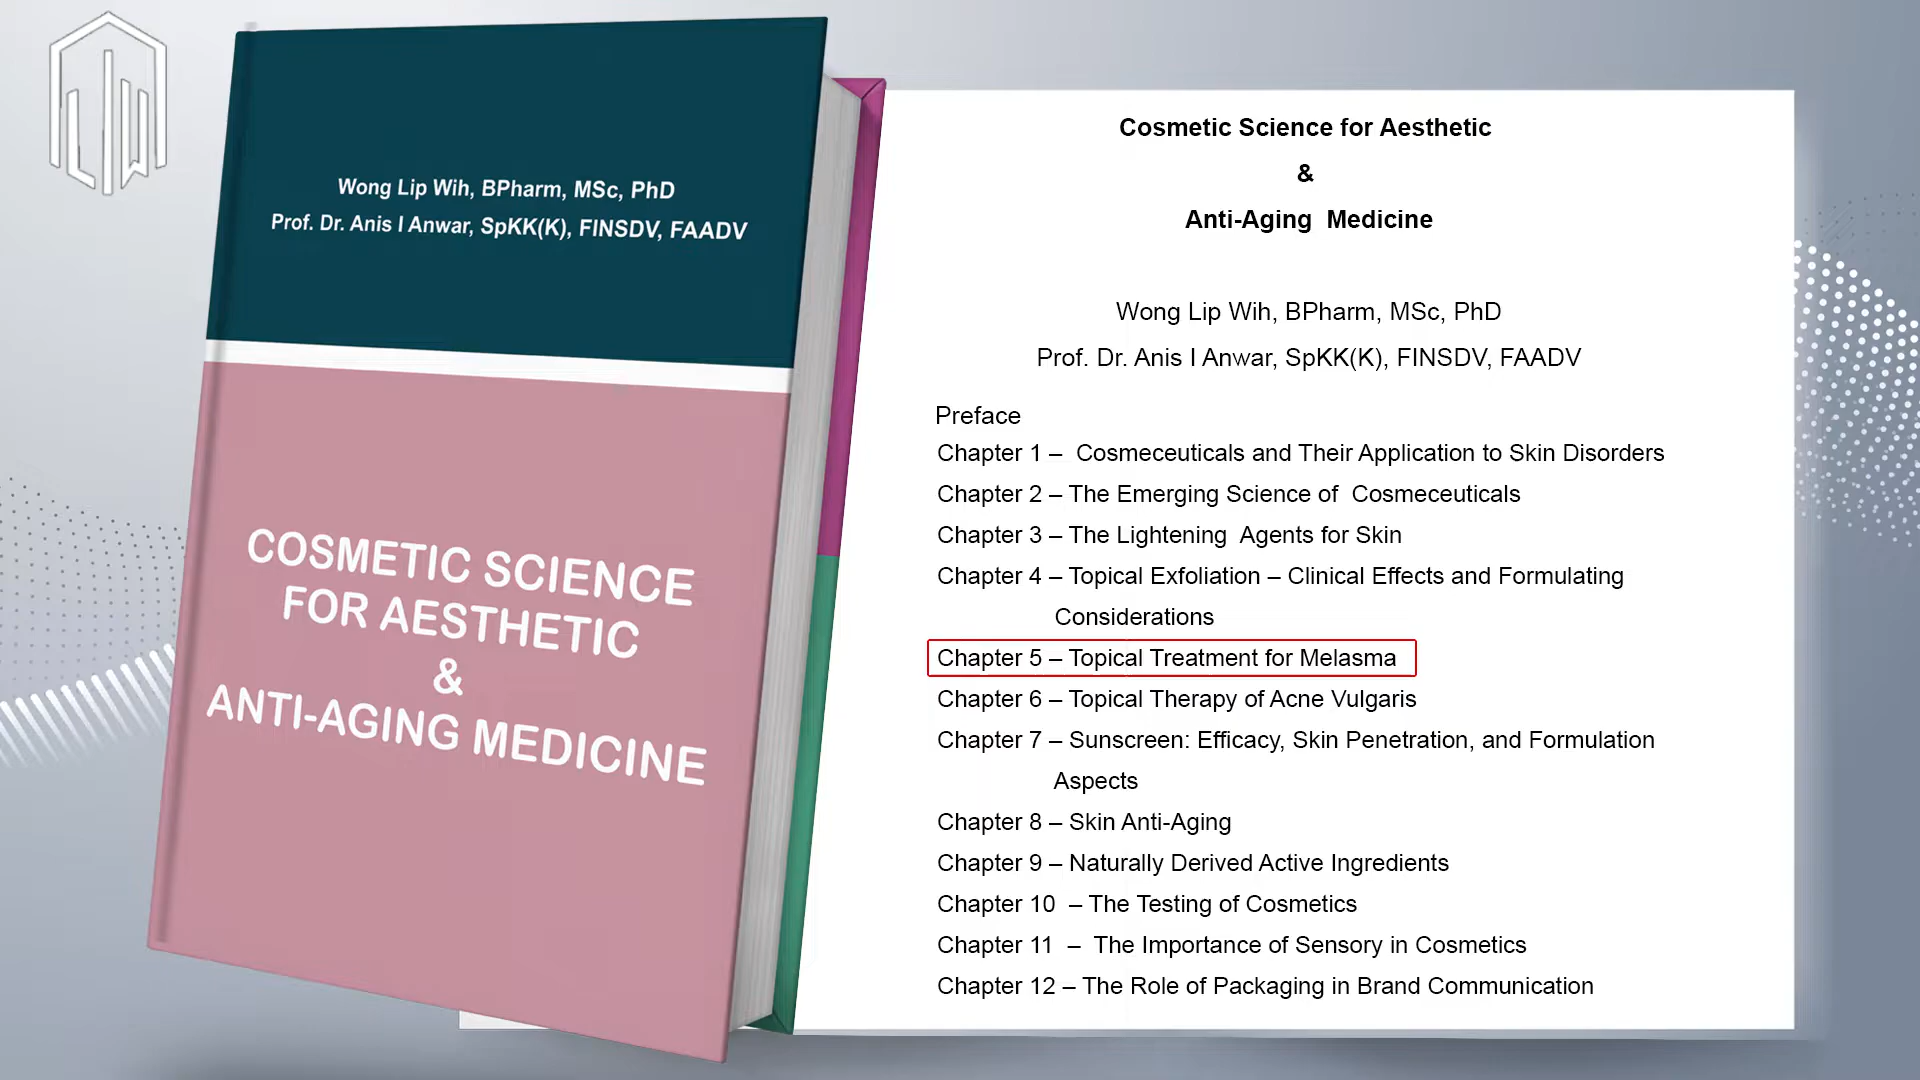 LIW
Wong Lip Wih, BPharm, MSc, PhD
Prof. Dr. Anis I Anwar, SpKK(K), FINSDV, FAADV
COSMETIC SCIENCE
FOR AESTHETIC
&
ANTI-AGING MEDICINE
Cosmetic Science for Aesthetic
&
Anti-Aging Medicine
Wong Lip Wih, BPharm, MSc, PhD
Prof. Dr. Anis I Anwar, SpKK(K), FINSDV, FAADV
Preface
Chapter 1 – Cosmeceuticals and Their Application to Skin Disorders
Chapter 2 – The Emerging Science of Cosmeceuticals
Chapter 3 – The Lightening Agents for Skin
Chapter 4 – Topical Exfoliation – Clinical Effects and Formulating
Considerations
Chapter 5 – Topical Treatment for Melasma
Chapter 6 – Topical Therapy of Acne Vulgaris
Chapter 7 – Sunscreen: Efficacy, Skin Penetration, and Formulation
Aspects
Chapter 8 – Skin Anti-Aging
Chapter 9 – Naturally Derived Active Ingredients
Chapter 10 – The Testing of Cosmetics
Chapter 11 – The Importance of Sensory in Cosmetics
Chapter 12 – The Role of Packaging in Brand Communication